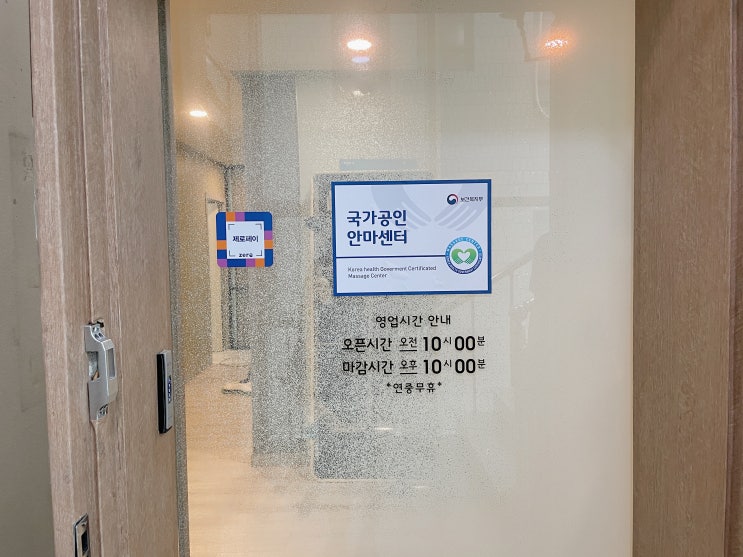 보건복지부
국가공인
안마센터
Korea health Goverment Certificated
Massage Center
제로페이
zero
영업시간 안내
오픈시간 오전 10시 00분
마감시간 오후 10시 00분
*연중무휴*